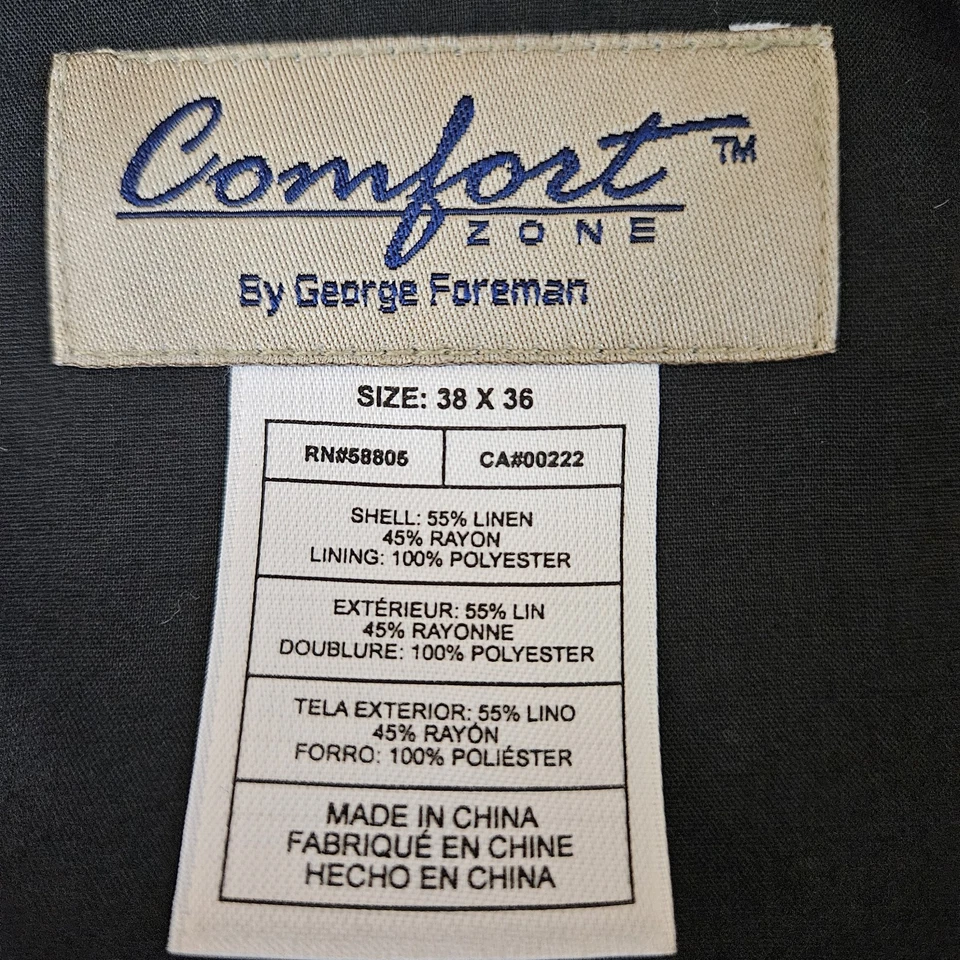 Comfort™
ZONE
By George Foreman
SIZE: 38 X 36
RN#58805 CA#00222
SHELL: 55% LINEN
45% RAYON
LINING: 100% POLYESTER
EXTÉRIEUR: 55% LIN
45% RAYONNE
DOUBLURE: 100% POLYESTER
TELA EXTERIOR: 55% LINO
45% RAYÓN
FORRO: 100% POLIÉSTER
MADE IN CHINA
FABRIQUÉ EN CHINE
HECHO EN CHINA